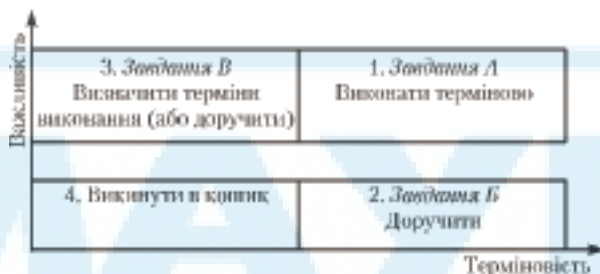 Важливість
3. Завдання В
Визначити терміни
виконання (або доручити)
1. Завдання А
Виконати терміново
4. Викинути в кошик
2. Завдання Б
Доручити
Терміновість